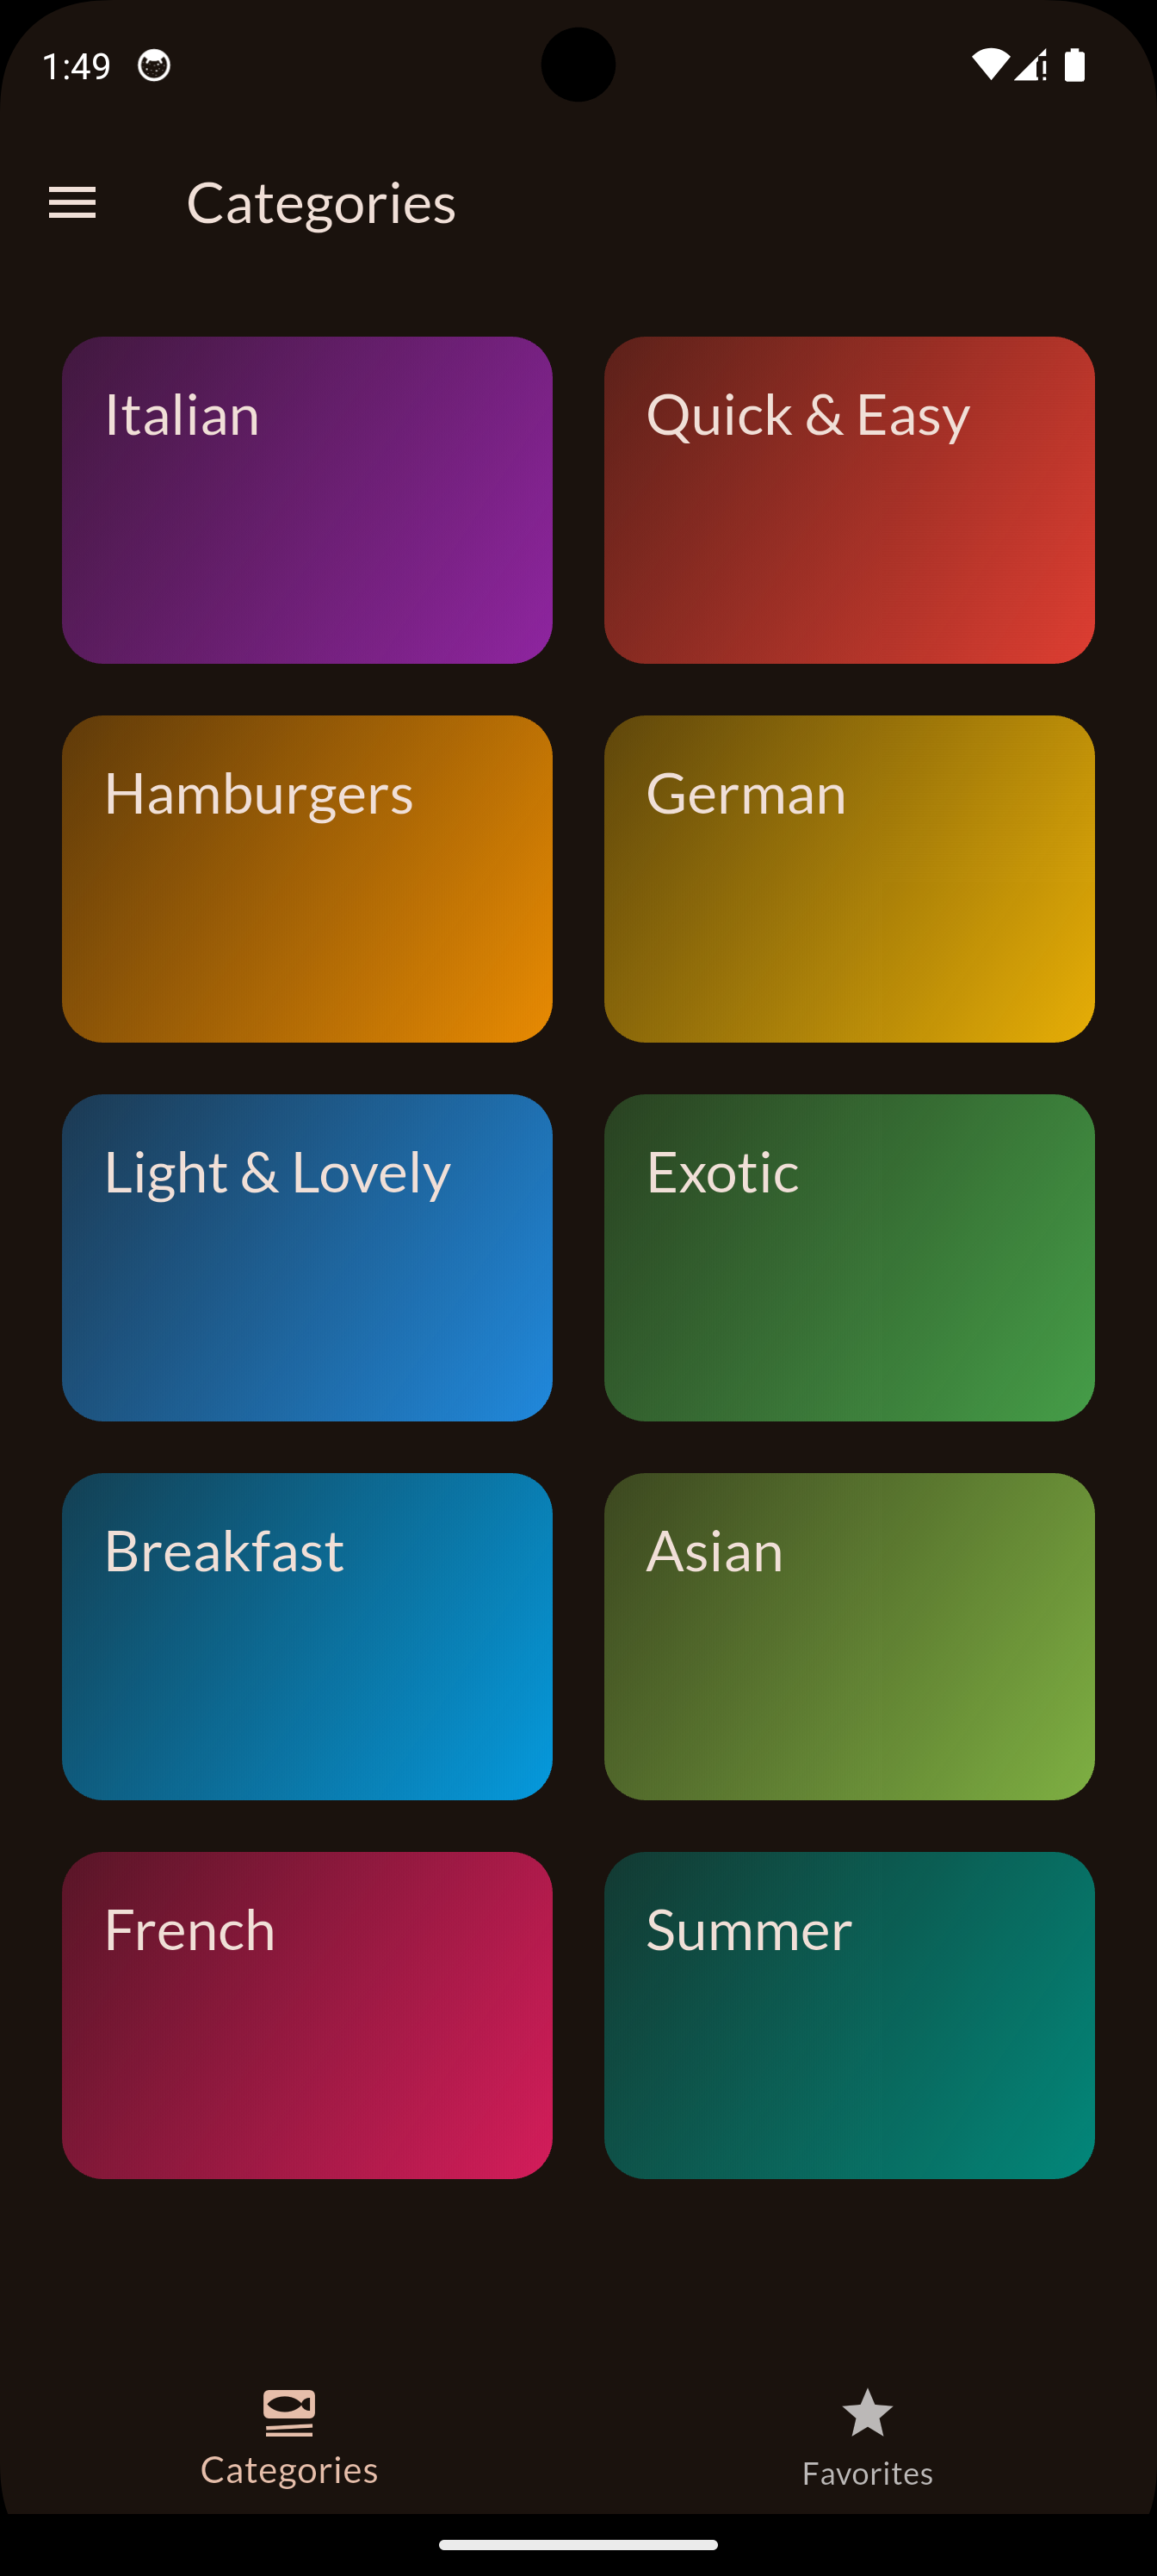 1:49
Categories
Italian
Quick & Easy
Hamburgers
German
Light & Lovely
Exotic
Breakfast
Asian
French
Summer
Categories
Favorites